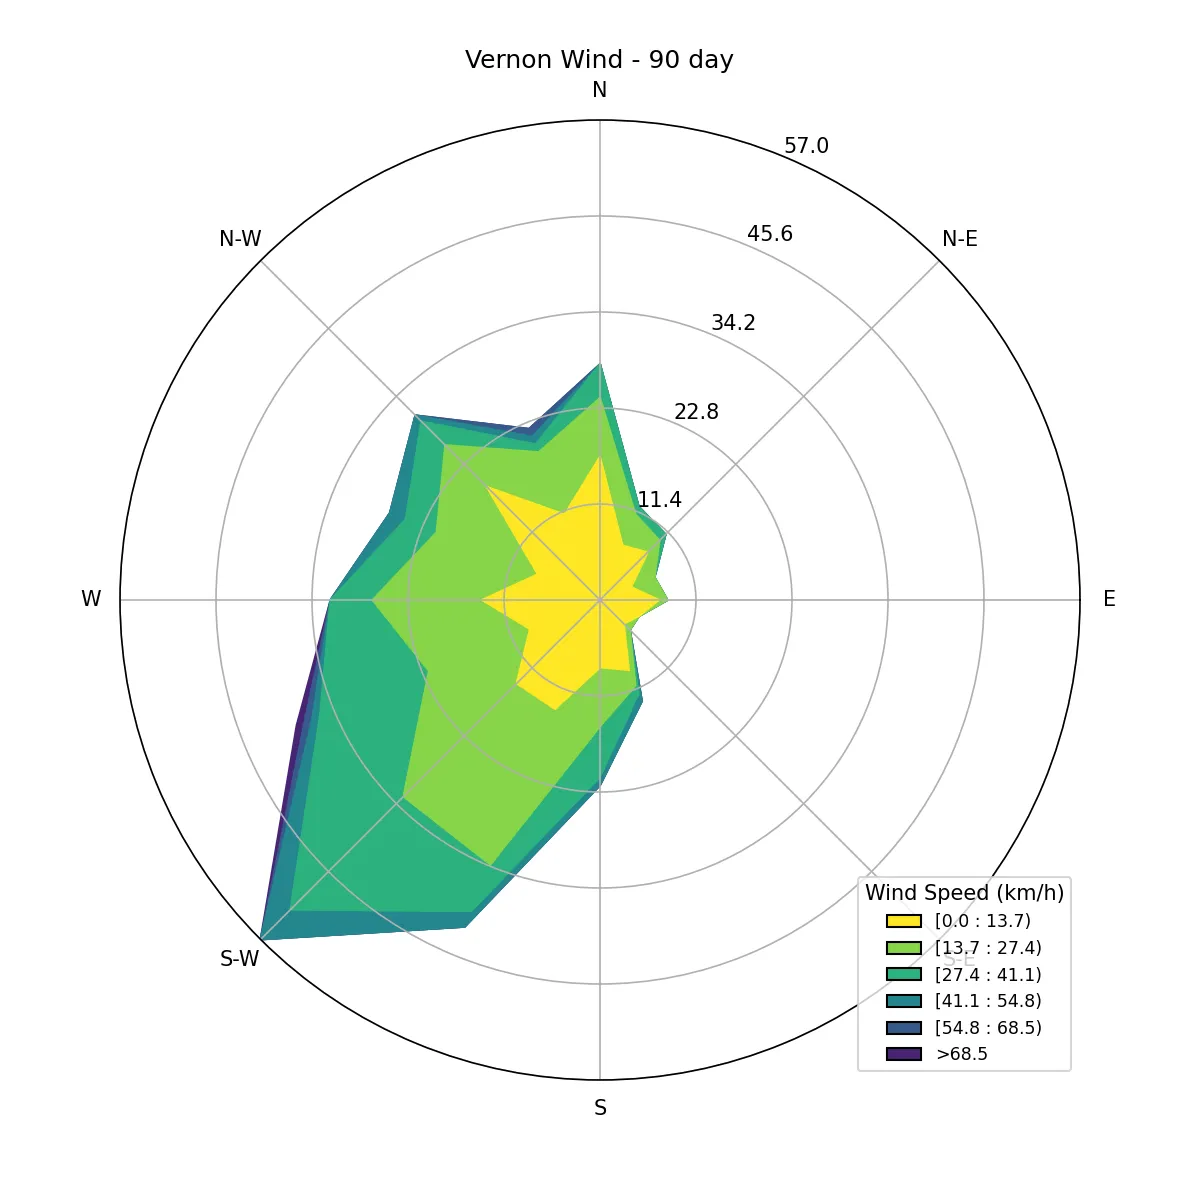 Vernon Wind - 90 day
N
57.0
N-W
45.6
N-E
34.2
22.8
11.4
W
E
S-W
S-E
S
Wind Speed (km/h)
[0.0 : 13.7)
[13.7 : 27.4)
[27.4 : 41.1)
[41.1 : 54.8)
[54.8 : 68.5)
>68.5